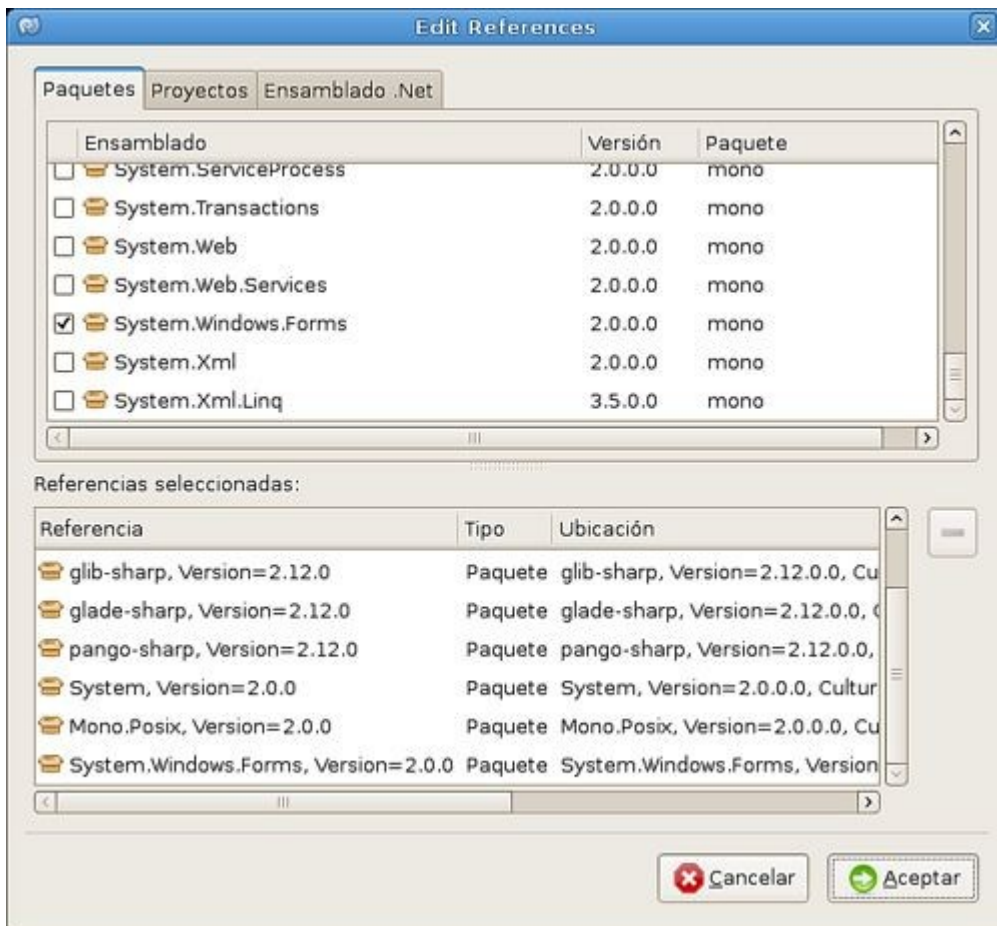 Edit References
Paquetes Proyectos Ensamblado .Net
Ensamblado Versión Paquete
System.ServiceProcess 2.0.0.0 mono
System.Transactions 2.0.0.0 mono
System.Web 2.0.0.0 mono
System.Web.Services 2.0.0.0 mono
System.Windows.Forms 2.0.0.0 mono
System.Xml 2.0.0.0 mono
System.Xml.Linq 3.5.0.0 mono
Referencias seleccionadas:
Referencia Tipo Ubicación
glib-sharp, Version=2.12.0 Paquete glib-sharp, Version=2.12.0.0, Cu
glade-sharp, Version=2.12.0 Paquete glade-sharp, Version=2.12.0.0,
pango-sharp, Version=2.12.0 Paquete pango-sharp, Version=2.12.0.0,
System, Version=2.0.0 Paquete System, Version=2.0.0.0, Cultur
Mono.Posix, Version=2.0.0 Paquete Mono.Posix, Version=2.0.0.0, Cu
System.Windows.Forms, Version=2.0.0 Paquete System.Windows.Forms, Version
Cancelar Aceptar